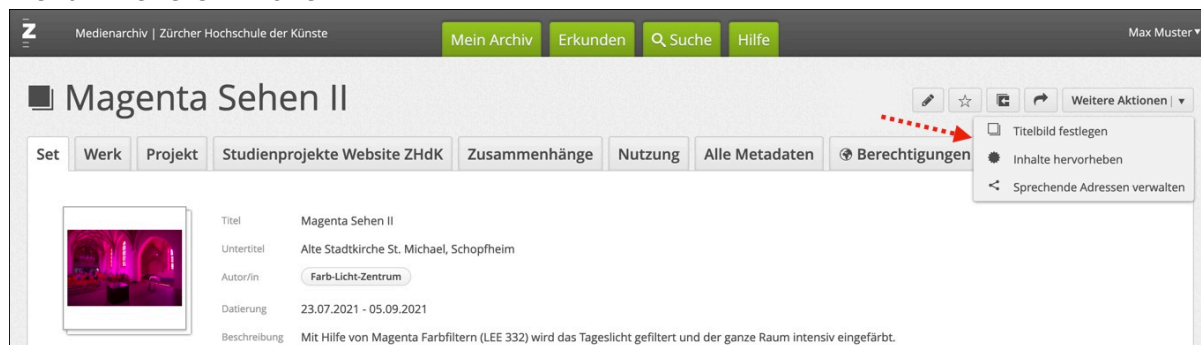 Z
Medienarchiv | Zürcher Hochschule der Künste
Mein Archiv
Erkunden
Suche
Hilfe
Max Muster
Magenta Sehen II
Weitere Aktionen
Titelbild festlegen
Inhalte hervorheben
Sprechende Adressen verwalten
Set
Werk
Projekt
Studienprojekte Website ZHdK
Zusammenhänge
Nutzung
Alle Metadaten
Berechtigungen
Titel Magenta Sehen II
Untertitel Alte Stadtkirche St. Michael, Schopfheim
Autor/in Farb-Licht-Zentrum
Datierung 23.07.2021 - 05.09.2021
Beschreibung Mit Hilfe von Magenta Farbfiltern (LEE 332) wird das Tageslicht gefiltert und der ganze Raum intensiv eingefärbt.